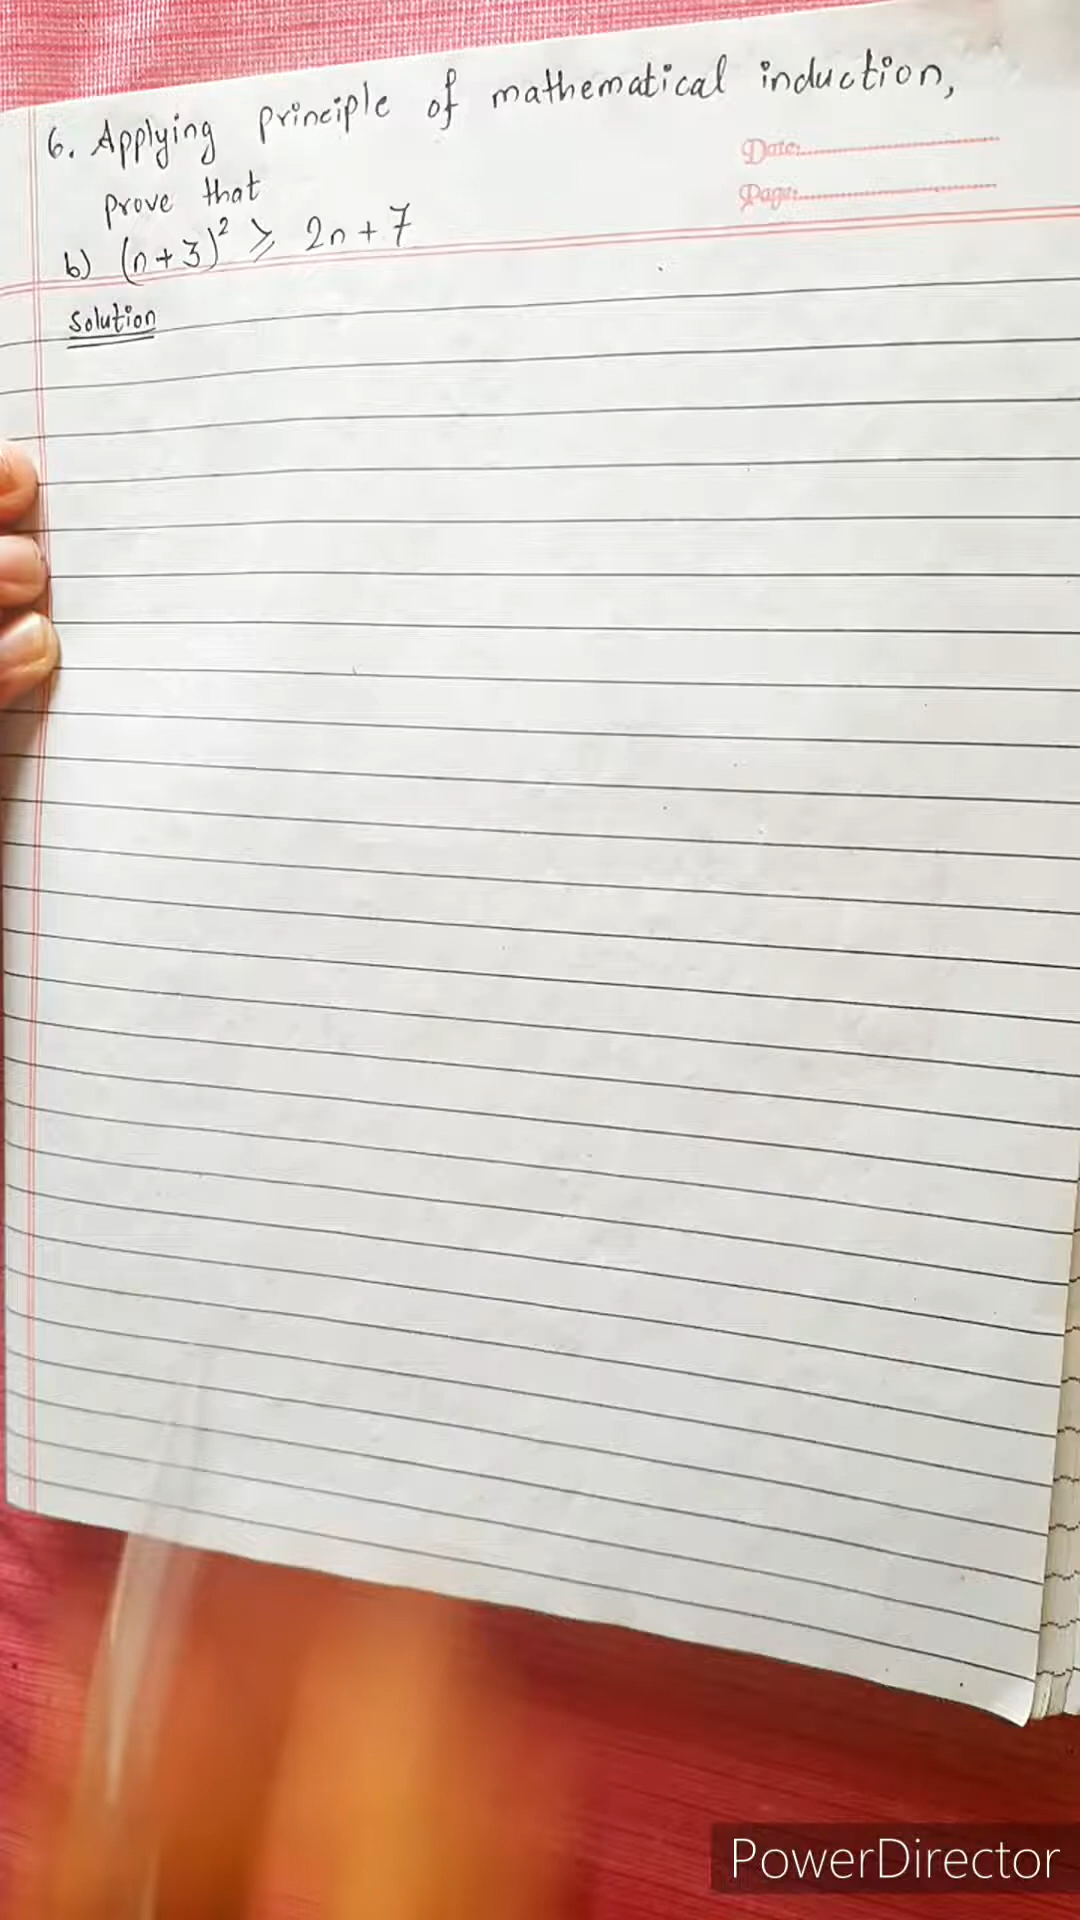 6. Applying principle of mathematical induction,
Date:
prove that
Page:
b) (n+3)² ⩾ 2n+7
Solution
PowerDirector